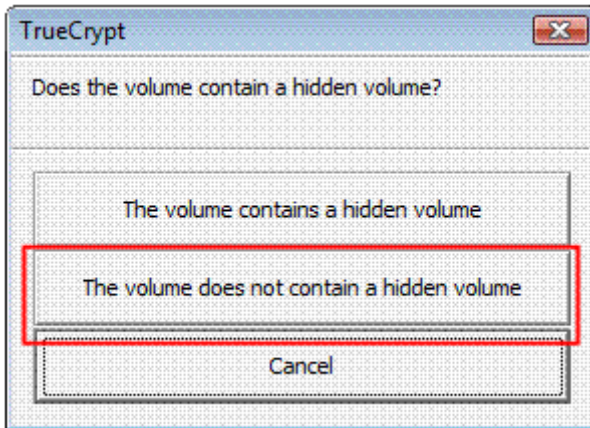 TrueCrypt
Does the volume contain a hidden volume?
The volume contains a hidden volume
The volume does not contain a hidden volume
Cancel